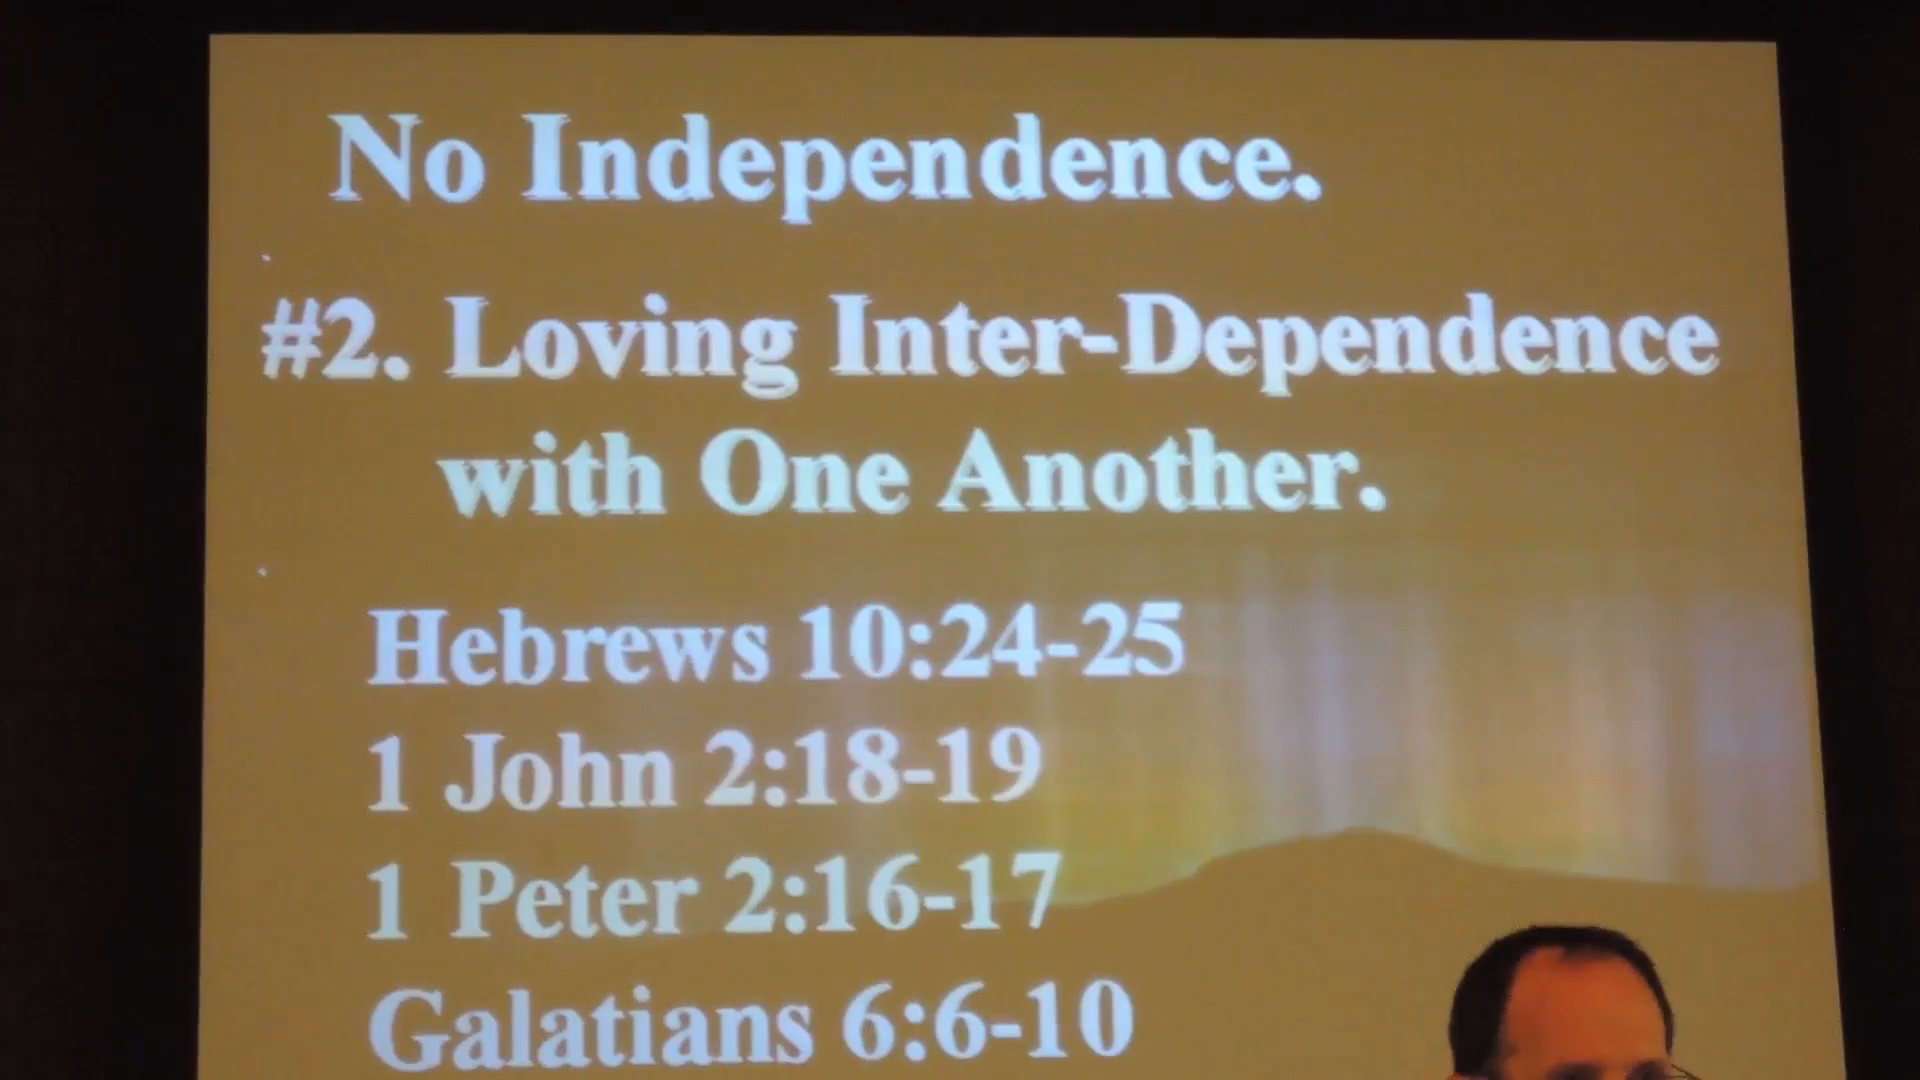 No Independence.
#2. Loving Inter-Dependence
with One Another.
Hebrews 10:24-25
1 John 2:18-19
1 Peter 2:16-17
Galatians 6:6-10